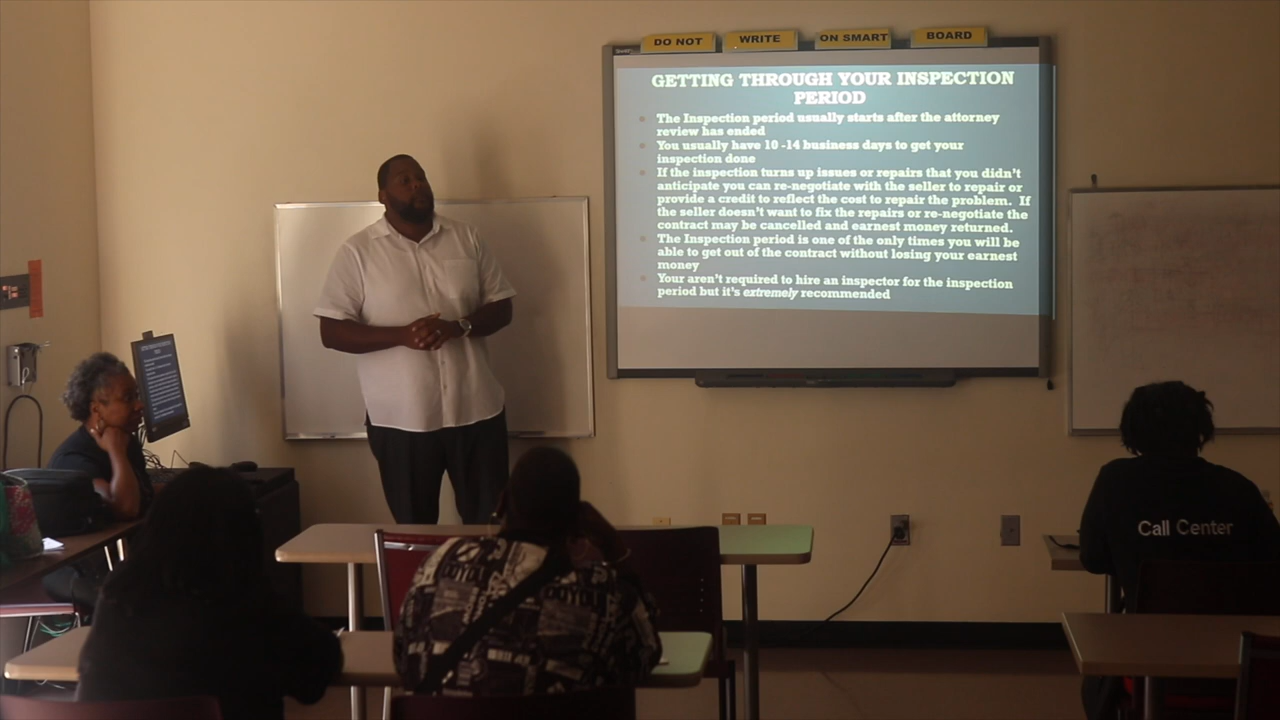 DO NOT WRITE ON SMART BOARD
GETTING THROUGH YOUR INSPECTION
PERIOD
The Inspection period usually starts after the attorney
review has ended
You usually have 10 -14 business days to get your
inspection done
If the inspection turns up issues or repairs that you didn't
anticipate you can re-negotiate with the seller to repair or
provide a credit to reflect the cost to repair the problem. If
the seller doesn't want to fix the repairs or re-negotiate the
contract may be cancelled and earnest money returned.
The Inspection period is one of the only times you will be
able to get out of the contract without losing your earnest
money
Your aren't required to hire an inspector for the inspection
period but it's extremely recommended
Call Center